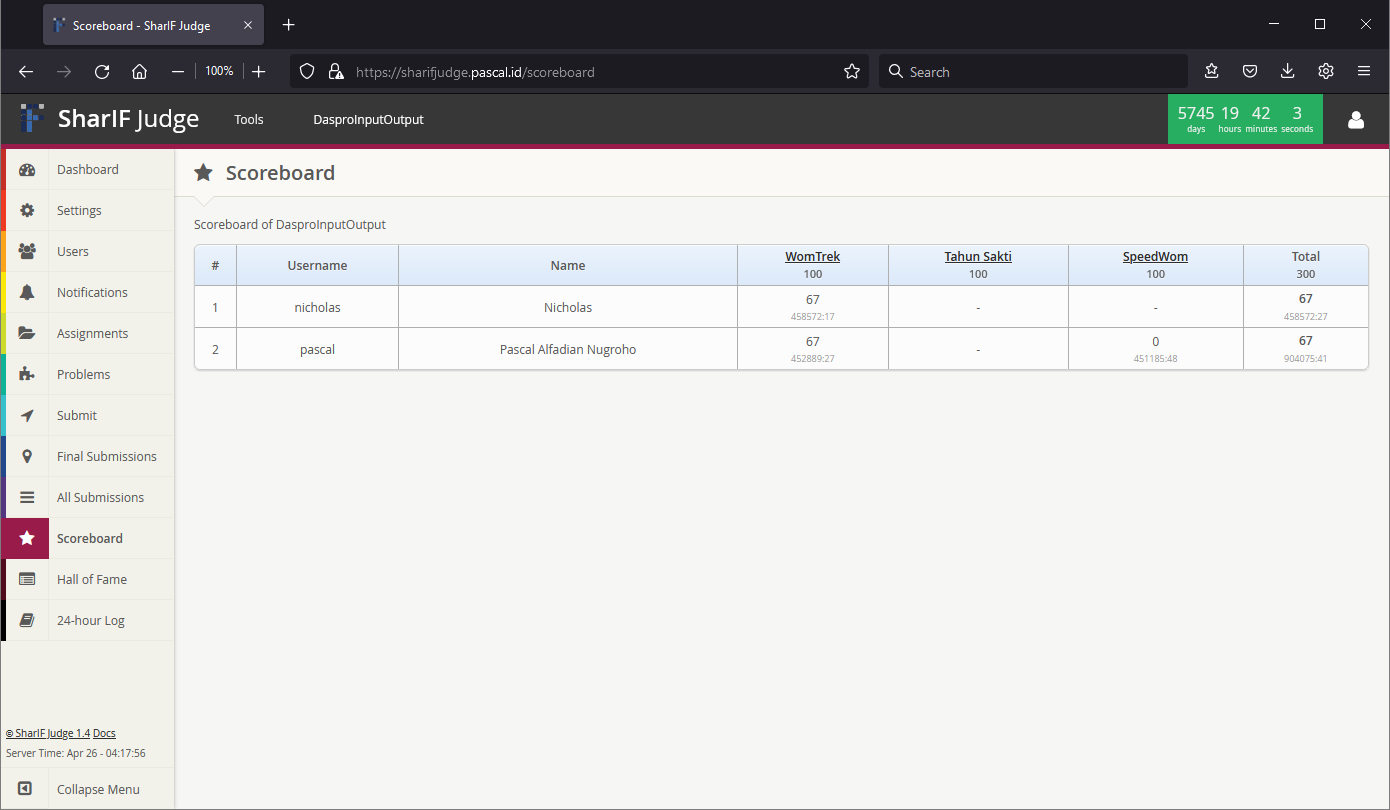 Scoreboard - SharIF Judge
100%
https://sharifjudge.pascal.id/scoreboard
Search
SharIF Judge
Tools
DasproInputOutput
5745 19 42 3
days hours minutes seconds
Dashboard
Settings
Users
Notifications
Assignments
Problems
Submit
Final Submissions
All Submissions
Scoreboard
Hall of Fame
24-hour Log
© SharIF Judge 1.4 Docs
Server Time: Apr 26 - 04:17:56
Collapse Menu
Scoreboard
Scoreboard of DasproInputOutput
# Username Name WomTrek 100 Tahun Sakti 100 SpeedWom 100 Total 300
1 nicholas Nicholas 67 458572:17 - - 67 458572:27
2 pascal Pascal Alfadian Nugroho 67 452889:27 - 0 451185:48 67 904075:41